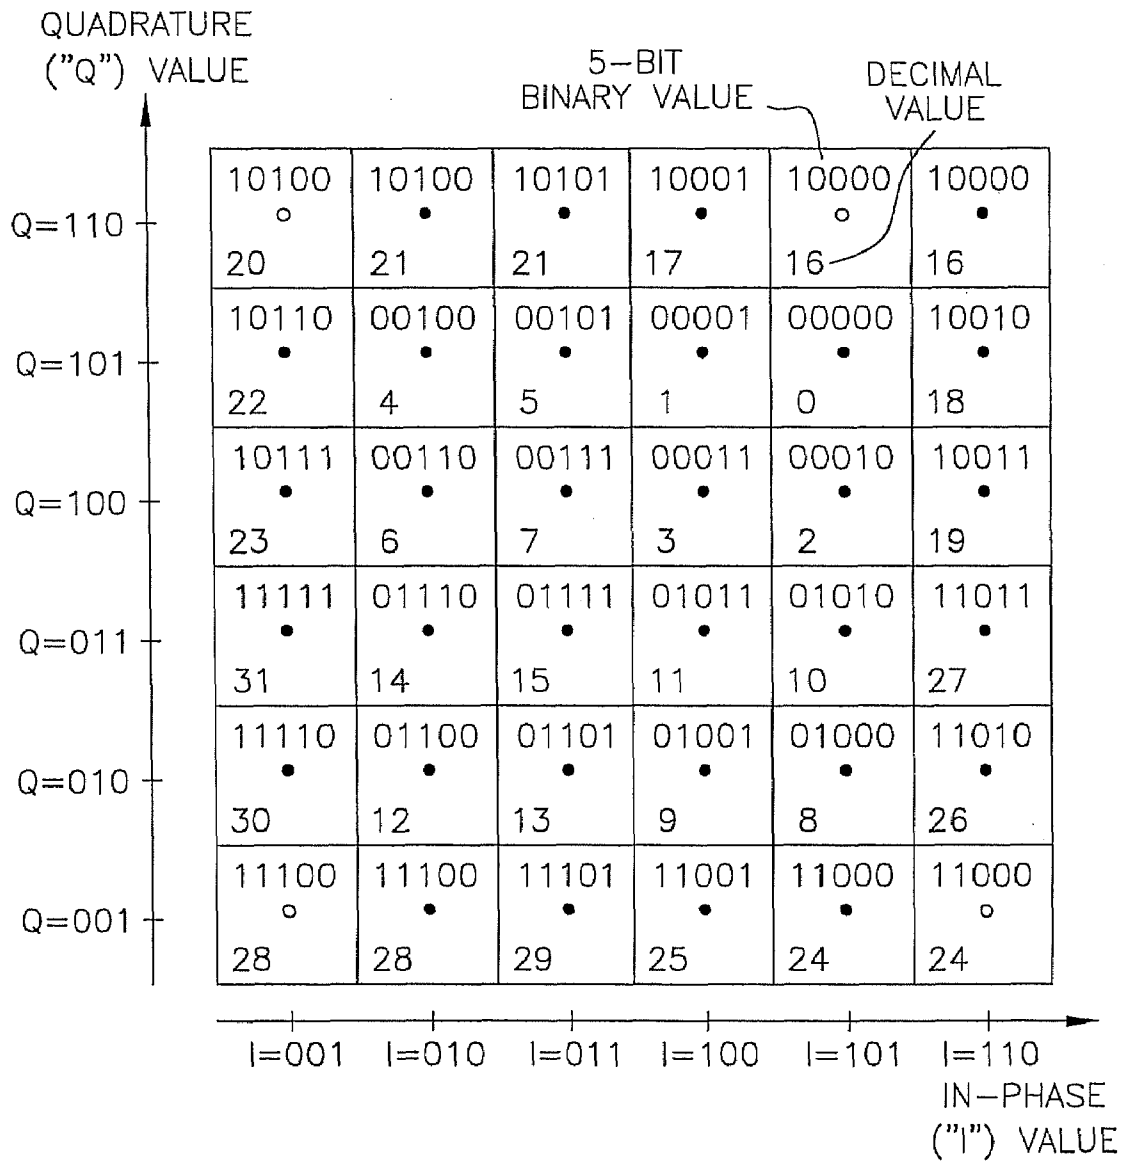 QUADRATURE
("Q") VALUE
5-BIT
BINARY VALUE
DECIMAL
VALUE
Q=110
10100 10100 10101 10001 10000 10000
20 21 21 17 16 16
Q=101
10110 00100 00101 00001 00000 10010
22 4 5 1 0 18
Q=100
10111 00110 00111 00011 00010 10011
23 6 7 3 2 19
Q=011
11111 01110 01111 01011 01010 11011
31 14 15 11 10 27
Q=010
11110 01100 01101 01001 01000 11010
30 12 13 9 8 26
Q=001
11100 11100 11101 11001 11000 11000
28 28 29 25 24 24
I=001 I=010 I=011 I=100 I=101 I=110
IN-PHASE
("I") VALUE